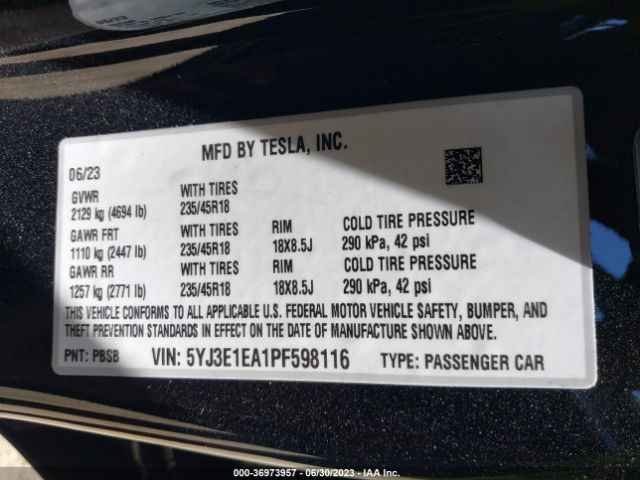 MFD BY TESLA, INC.
06/23
GVWR WITH TIRES
2129 kg (4694 lb) 235/45R18
GAWR FRT WITH TIRES RIM COLD TIRE PRESSURE
1110 kg (2447 lb) 235/45R18 18X8.5J 290 kPa, 42 psi
GAWR RR WITH TIRES RIM COLD TIRE PRESSURE
1257 kg (2771 lb) 235/45R18 18X8.5J 290 kPa, 42 psi
THIS VEHICLE CONFORMS TO ALL APPLICABLE U.S. FEDERAL MOTOR VEHICLE SAFETY, BUMPER, AND
THEFT PREVENTION STANDARDS IN EFFECT ON THE DATE OF MANUFACTURE SHOWN ABOVE.
PNT: PBSB VIN: 5YJ3E1EA1PF598116 TYPE: PASSENGER CAR
000-36973957 - 06/30/2023 - IAA Inc.